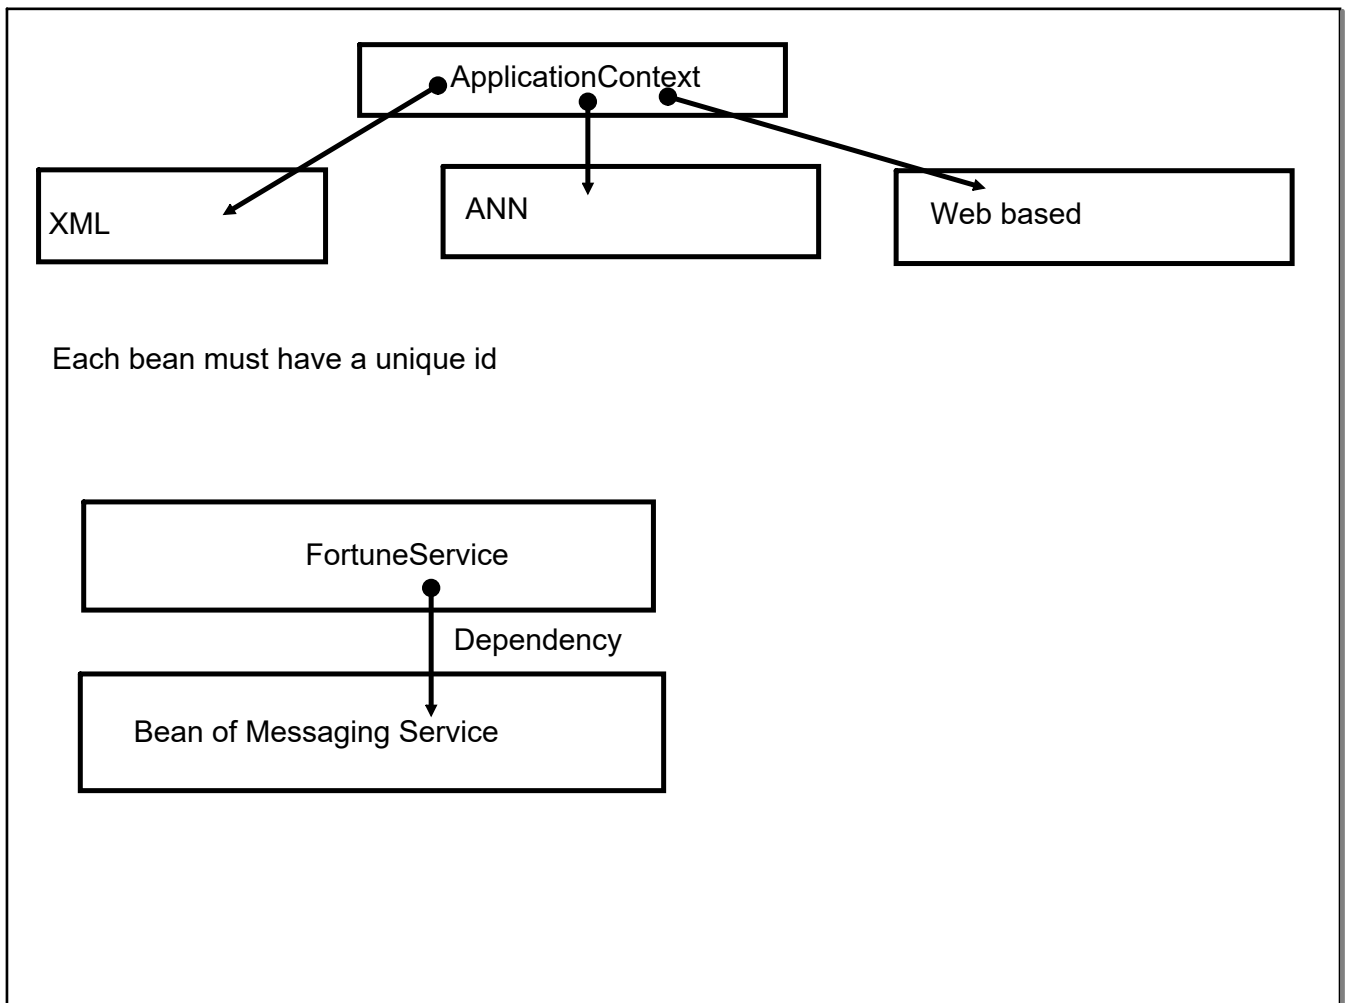 ApplicationContext
XML
ANN
Web based
Each bean must have a unique id
FortuneService
Dependency
Bean of Messaging Service